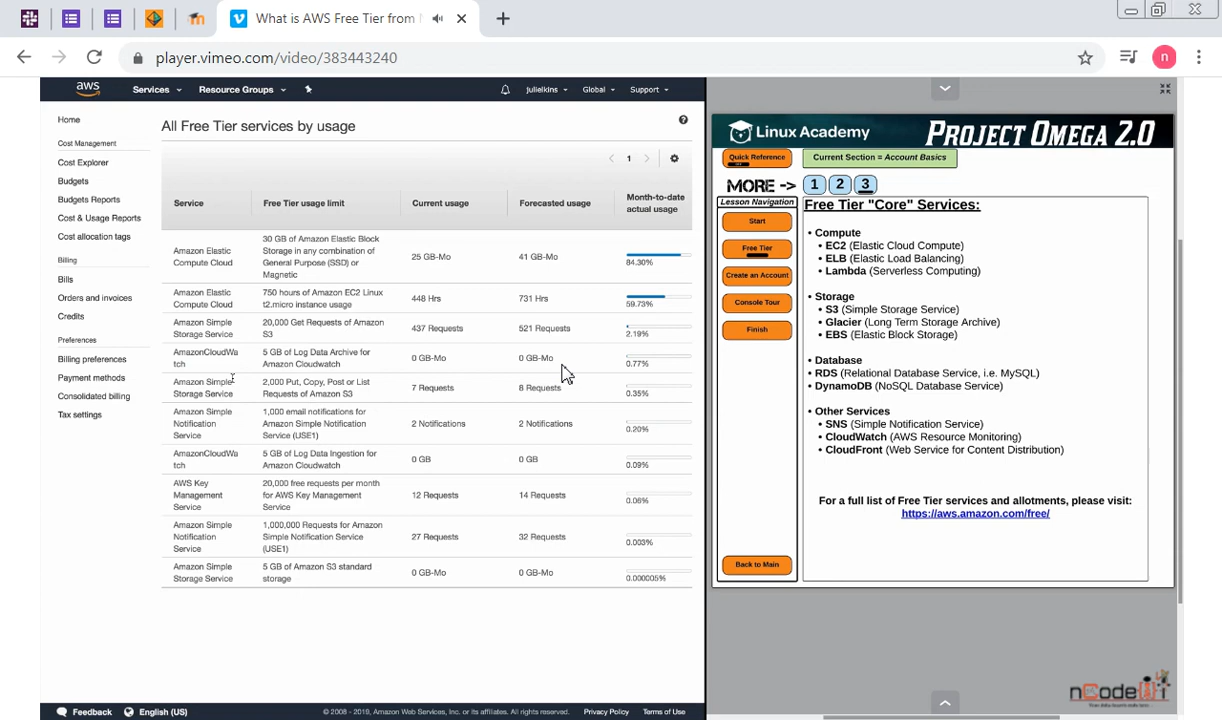 What is AWS Free Tier from
player.vimeo.com/video/383443240
n
aws
Services
Resource Groups
julielkins
Global
Support
Home
Cost Management
Cost Explorer
Budgets
Budgets Reports
Cost & Usage Reports
Cost allocation tags
Billing
Bills
Orders and invoices
Credits
Preferences
Billing preferences
Payment methods
Consolidated billing
Tax settings
All Free Tier services by usage
1
Service
Free Tier usage limit
Current usage
Forecasted usage
Month-to-date
actual usage
Amazon Elastic
Compute Cloud
30 GB of Amazon Elastic Block
Storage in any combination of
General Purpose (SSD) or
Magnetic
25 GB-Mo
41 GB-Mo
84.30%
Amazon Elastic
Compute Cloud
750 hours of Amazon EC2 Linux
t2.micro instance usage
448 Hrs
731 Hrs
59.73%
Amazon Simple
Storage Service
20,000 Get Requests of Amazon
S3
437 Requests
521 Requests
2.19%
AmazonCloudWa
tch
5 GB of Log Data Archive for
Amazon Cloudwatch
0 GB-Mo
0 GB-Mo
0.77%
Amazon Simple
Storage Service
2,000 Put, Copy, Post or List
Requests of Amazon S3
7 Requests
8 Requests
0.35%
Amazon Simple
Notification
Service
1,000 email notifications for
Amazon Simple Notification
Service (USE1)
2 Notifications
2 Notifications
0.20%
AmazonCloudWa
tch
5 GB of Log Data Ingestion for
Amazon Cloudwatch
0 GB
0 GB
0.09%
AWS Key
Management
Service
20,000 free requests per month
for AWS Key Management
Service
12 Requests
14 Requests
0.06%
Amazon Simple
Notification
Service
1,000,000 Requests for Amazon
Simple Notification Service
(USE1)
27 Requests
32 Requests
0.003%
Amazon Simple
Storage Service
5 GB of Amazon S3 standard
storage
0 GB-Mo
0 GB-Mo
0.000005%
Feedback
English (US)
© 2008 - 2019, Amazon Web Services, Inc. or its affiliates. All rights reserved.
Privacy Policy
Terms of Use
Linux Academy
PROJECT OMEGA 2.0
Quick Reference
Current Section = Account Basics
MORE ->
1
2
3
Lesson Navigation
Start
Free Tier
Create an Account
Console Tour
Finish
Back to Main
Free Tier "Core" Services:
• Compute
• EC2 (Elastic Cloud Compute)
• ELB (Elastic Load Balancing)
• Lambda (Serverless Computing)
• Storage
• S3 (Simple Storage Service)
• Glacier (Long Term Storage Archive)
• EBS (Elastic Block Storage)
• Database
• RDS (Relational Database Service, i.e. MySQL)
• DynamoDB (NoSQL Database Service)
• Other Services
• SNS (Simple Notification Service)
• CloudWatch (AWS Resource Monitoring)
• CloudFront (Web Service for Content Distribution)
For a full list of Free Tier services and allotments, please visit:
https://aws.amazon.com/free/